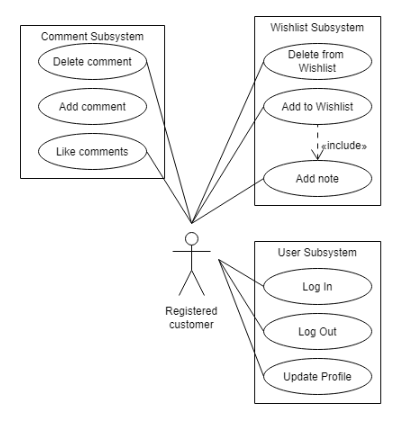 Comment Subsystem
Delete comment
Add comment
Like comments
Wishlist Subsystem
Delete from
Wishlist
Add to Wishlist
«include»
Add note
Registered
customer
User Subsystem
Log In
Log Out
Update Profile